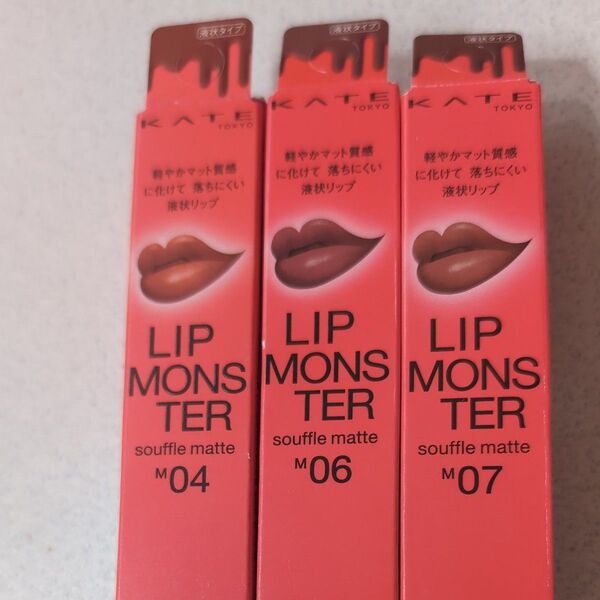 液状タイプ
KATE
TOKYO
軽やかマット質感
に化けて 落ちにくい
液状リップ
LIP
MONS
TER
souffle matte
M04
液状タイプ
KATE
TOKYO
軽やかマット質感
に化けて 落ちにくい
液状リップ
LIP
MONS
TER
souffle matte
M06
液状タイプ
KATE
TOKYO
軽やかマット質感
に化けて 落ちにくい
液状リップ
LIP
MONS
TER
souffle matte
M07